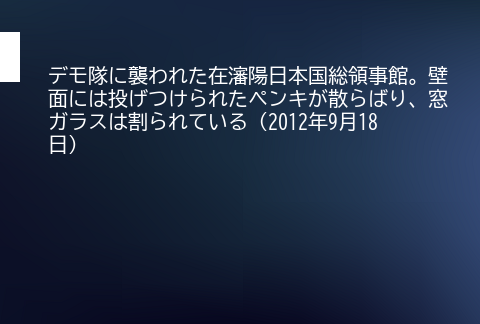 デモ隊に襲われた在瀋陽日本国総領事館。壁
面には投げつけられたペンキが散らばり、窓
ガラスは割られている（2012年9月18
日）